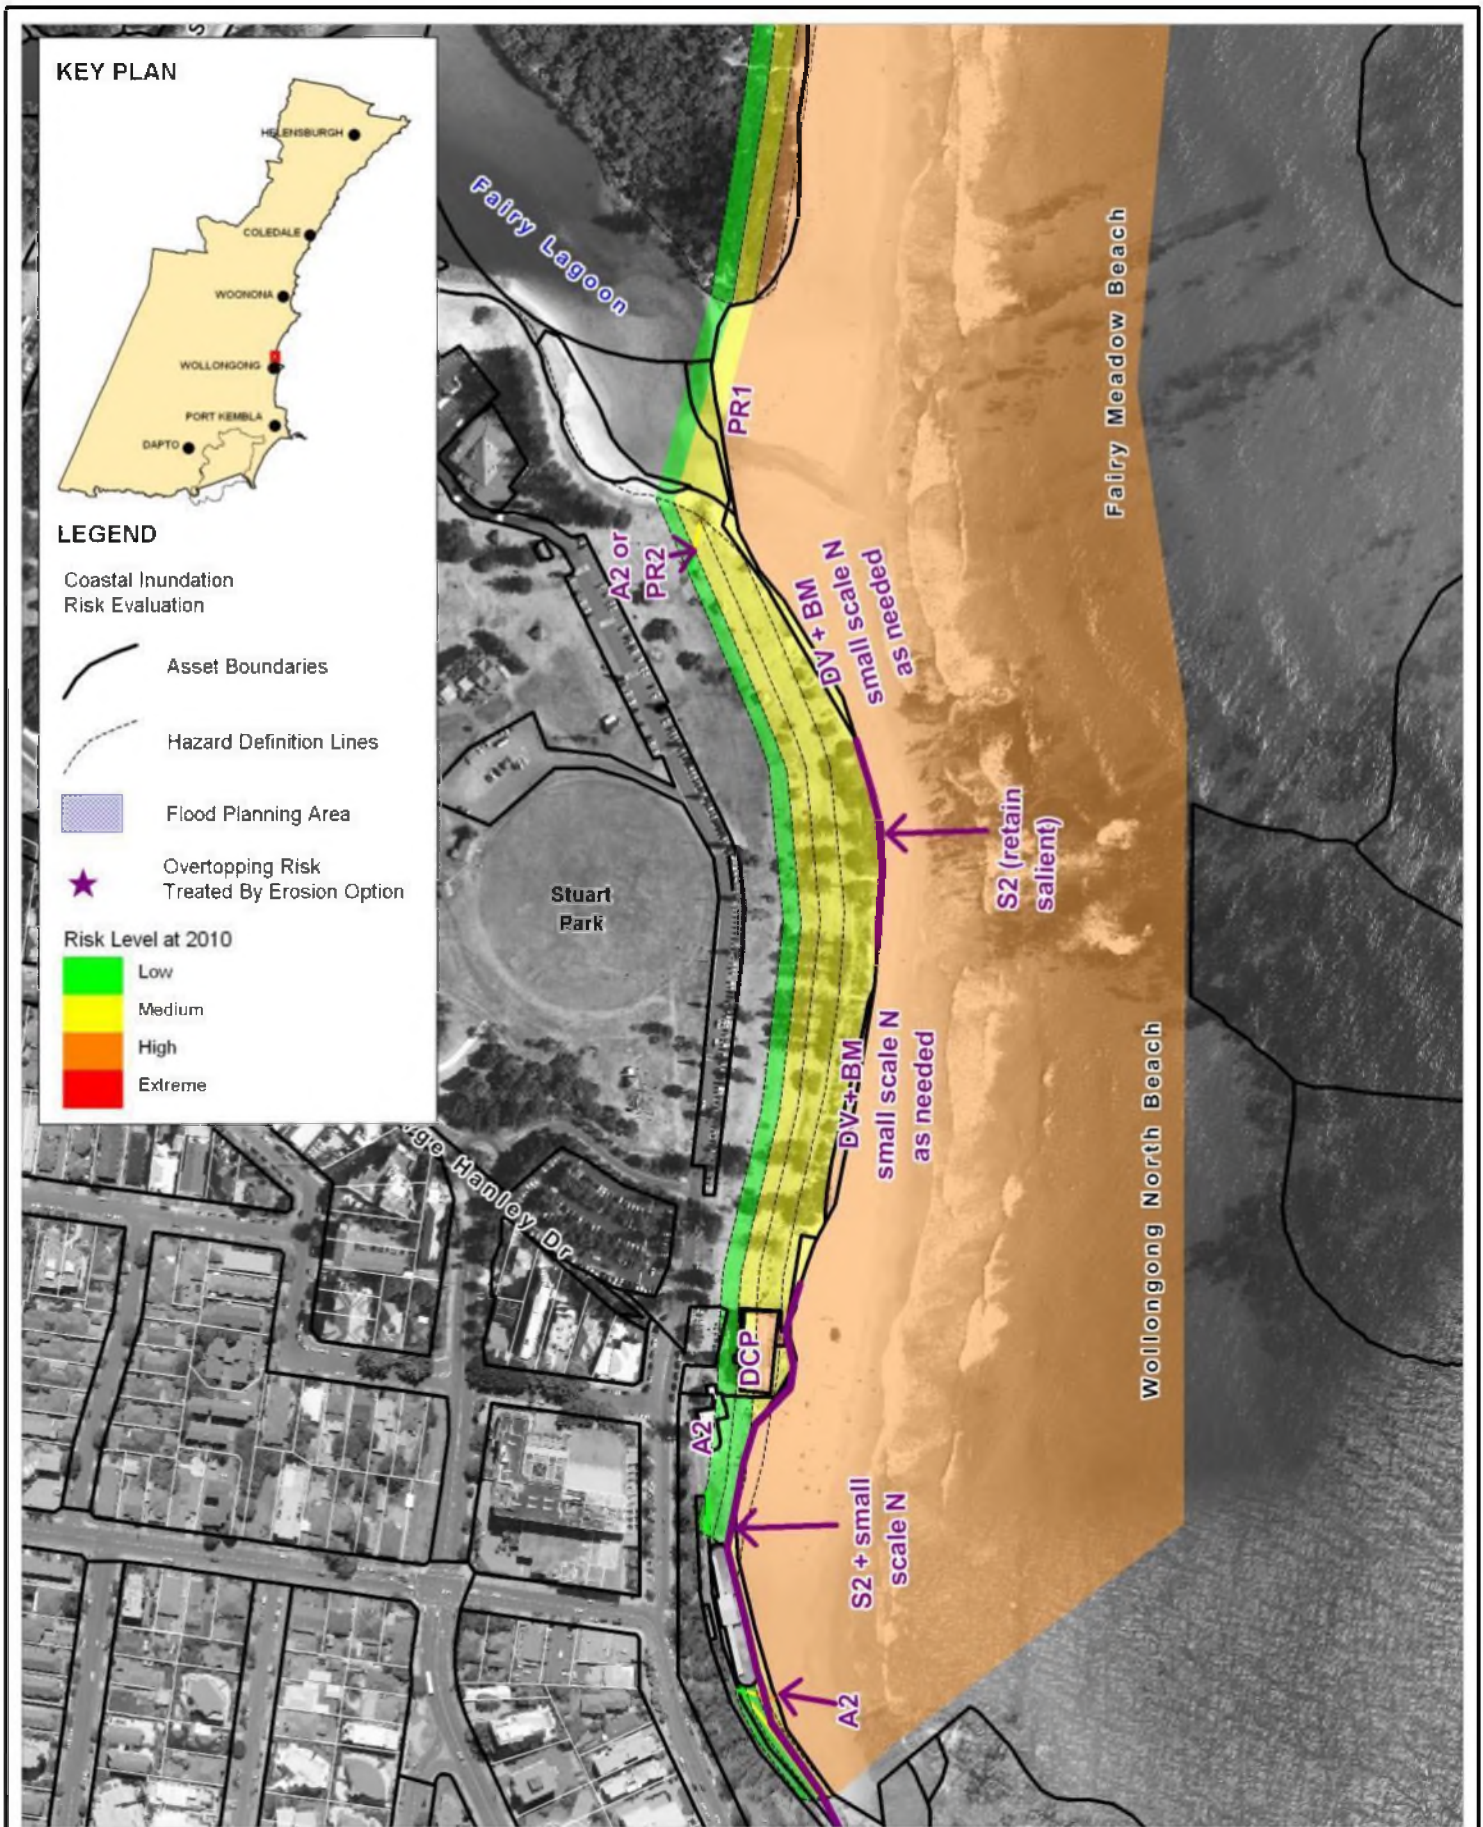 KEY PLAN
HELENSBURGH
COLEDALE
WOONONA
WOLLONGONG
PORT KEMBLA
DAPTO
LEGEND
Coastal Inundation
Risk Evaluation
Asset Boundaries
Hazard Definition Lines
Flood Planning Area
Overtopping Risk
Treated By Erosion Option
Risk Level at 2010
Low
Medium
High
Extreme
Fairy Lagoon
Fairy Meadow Beach
PR1
A2 or
PR2
DV + BM
small scale N
as needed
S2 (retain
salient)
Stuart
Park
DV + BM
small scale N
as needed
Wollongong North Beach
rge Hanley Dr
DCP
A2
S2 + small
scale N
A2